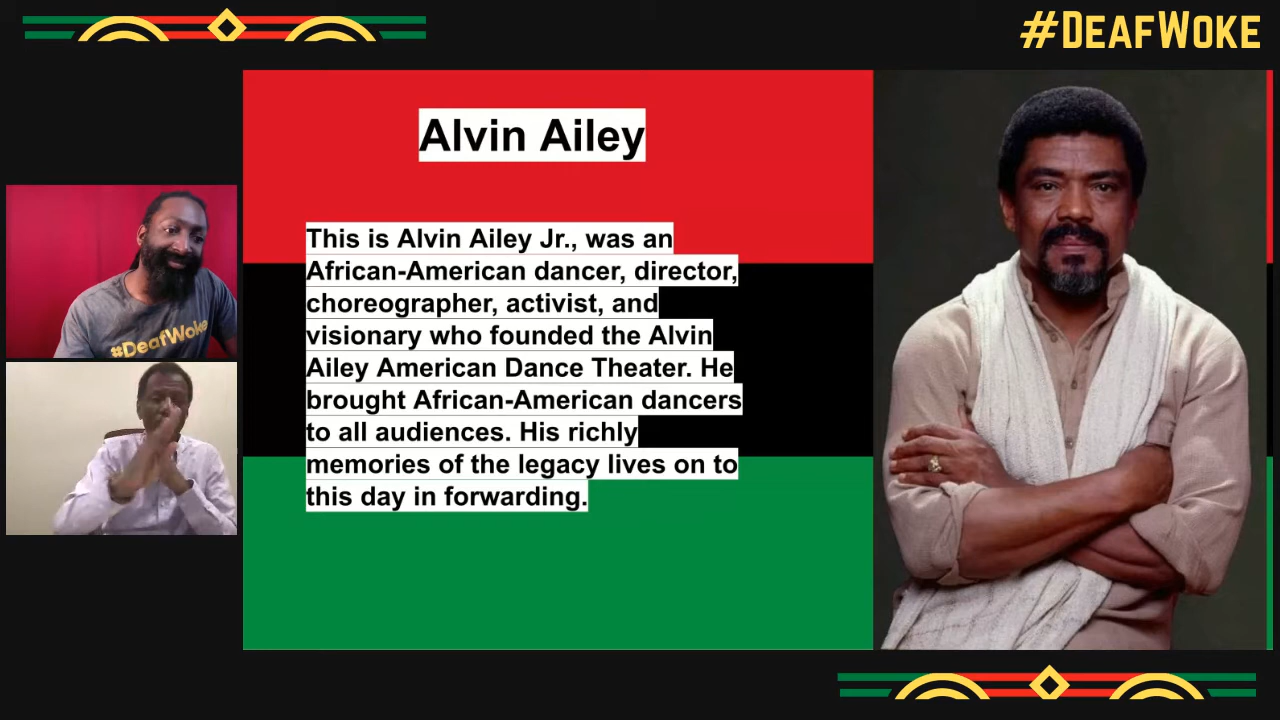 #DEAFWOKE
Alvin Ailey
This is Alvin Ailey Jr., was an
African-American dancer, director,
choreographer, activist, and
visionary who founded the Alvin
Ailey American Dance Theater. He
brought African-American dancers
to all audiences. His richly
memories of the legacy lives on to
this day in forwarding.
#DeafWoke